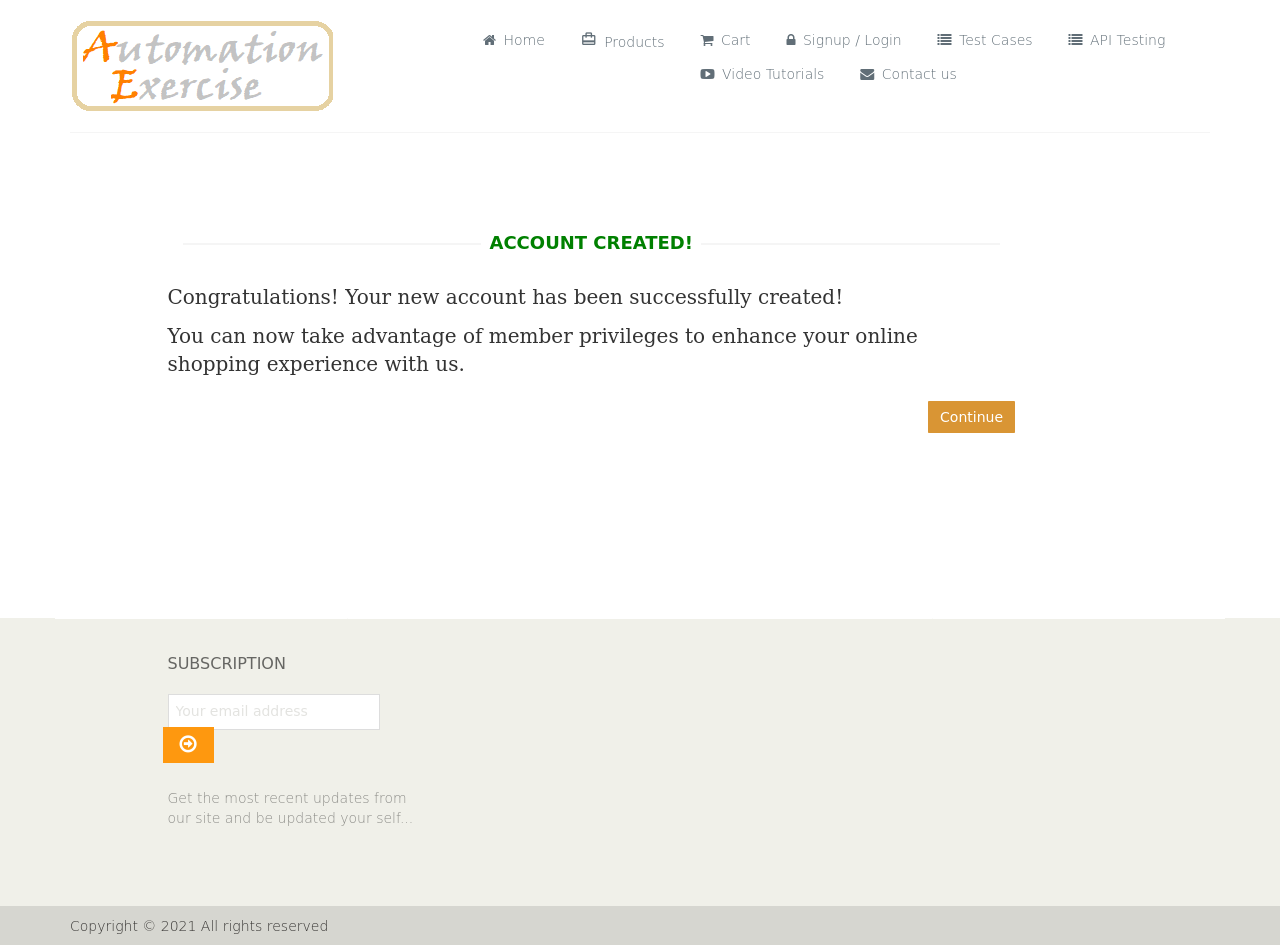 Automation
Exercise
Home
Products
Cart
Signup / Login
Test Cases
API Testing
Video Tutorials
Contact us
ACCOUNT CREATED!
Congratulations! Your new account has been successfully created!
You can now take advantage of member privileges to enhance your online
shopping experience with us.
Continue
SUBSCRIPTION
Your email address
Get the most recent updates from
our site and be updated your self...
Copyright © 2021 All rights reserved